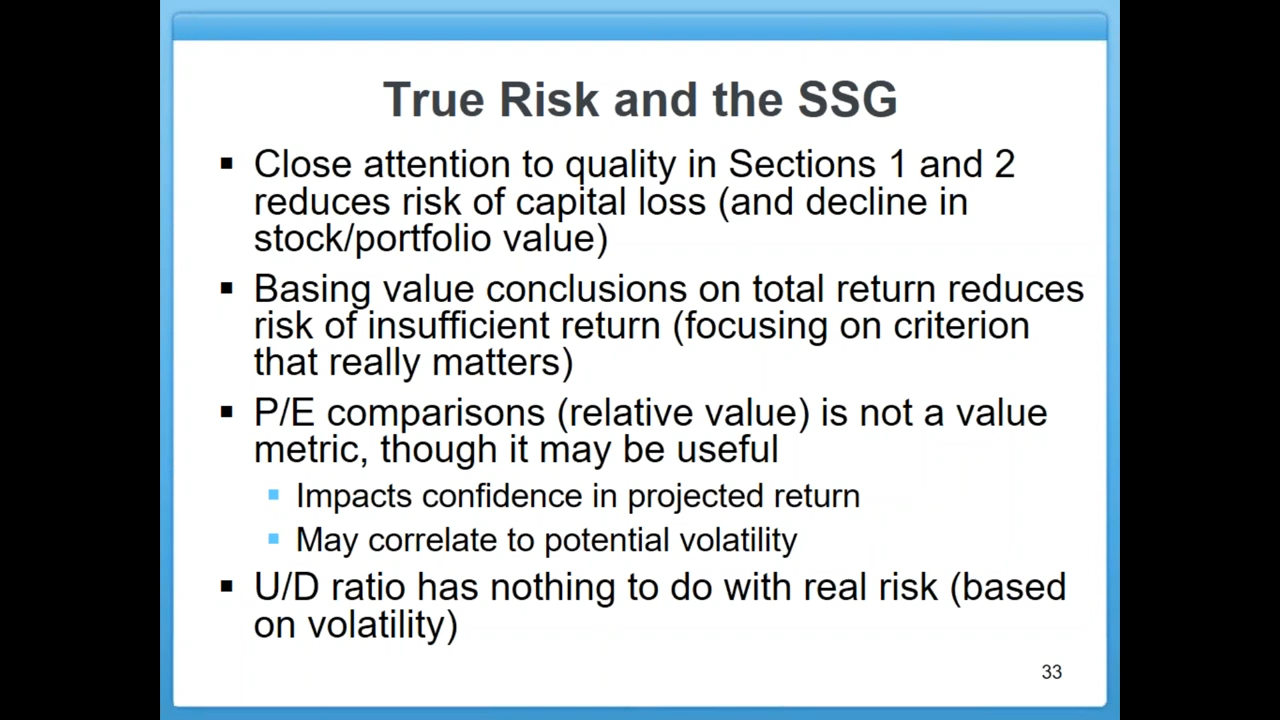 True Risk and the SSG
▪ Close attention to quality in Sections 1 and 2
reduces risk of capital loss (and decline in
stock/portfolio value)
▪ Basing value conclusions on total return reduces
risk of insufficient return (focusing on criterion
that really matters)
▪ P/E comparisons (relative value) is not a value
metric, though it may be useful
▪ Impacts confidence in projected return
▪ May correlate to potential volatility
▪ U/D ratio has nothing to do with real risk (based
on volatility)
33